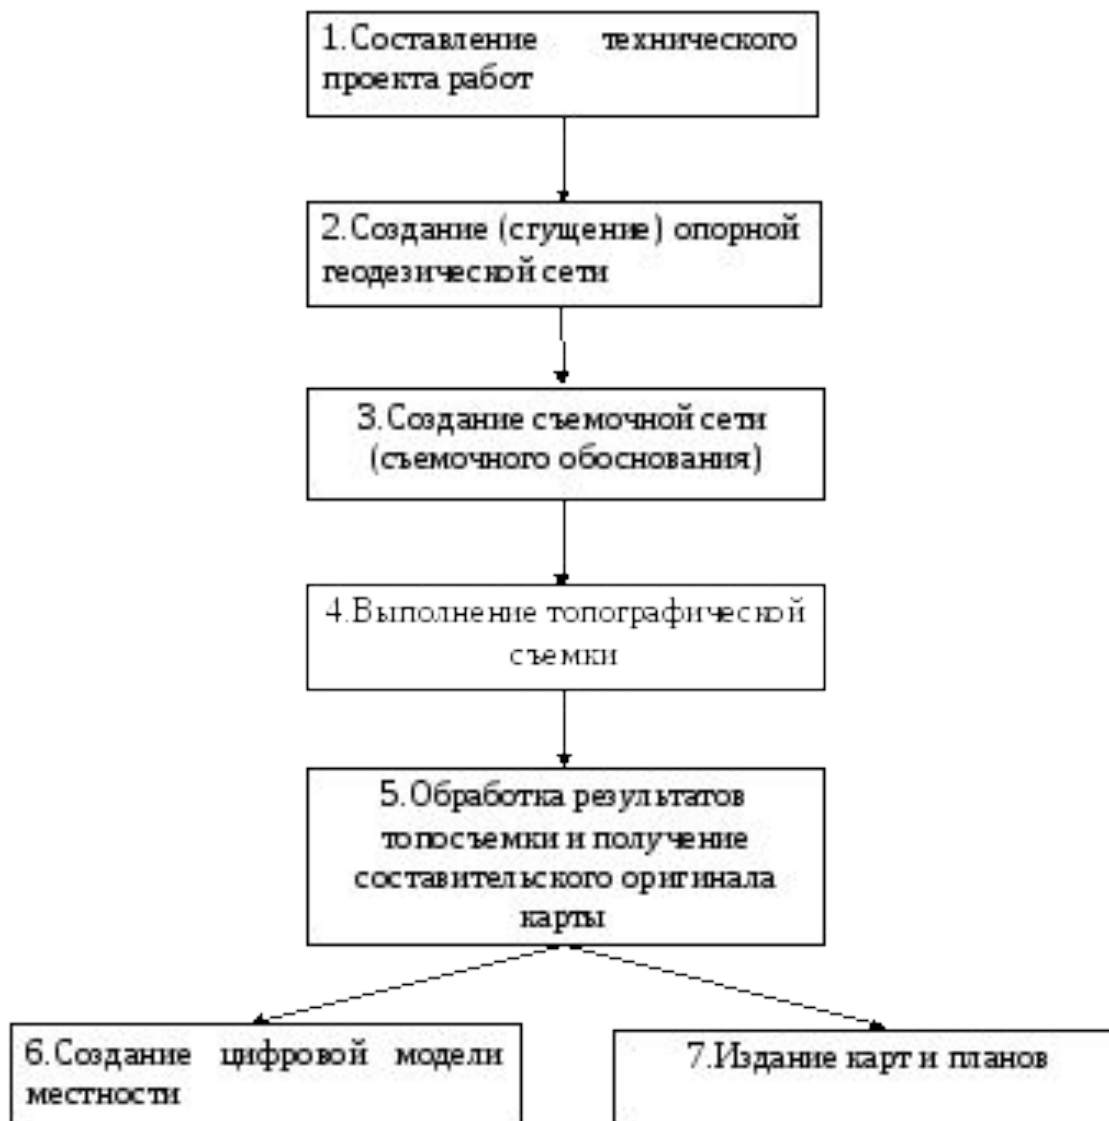 1.Составление технического
проекта работ
2.Создание (сгущение) опорной
геодезической сети
3.Создание съемочной сети
(съемочного обоснования)
4.Выполнение топографической
съемки
5.Обработка результатов
топосъемки и получение
составительского оригинала
карты
6.Создание цифровой модели
местности
7.Издание карт и планов